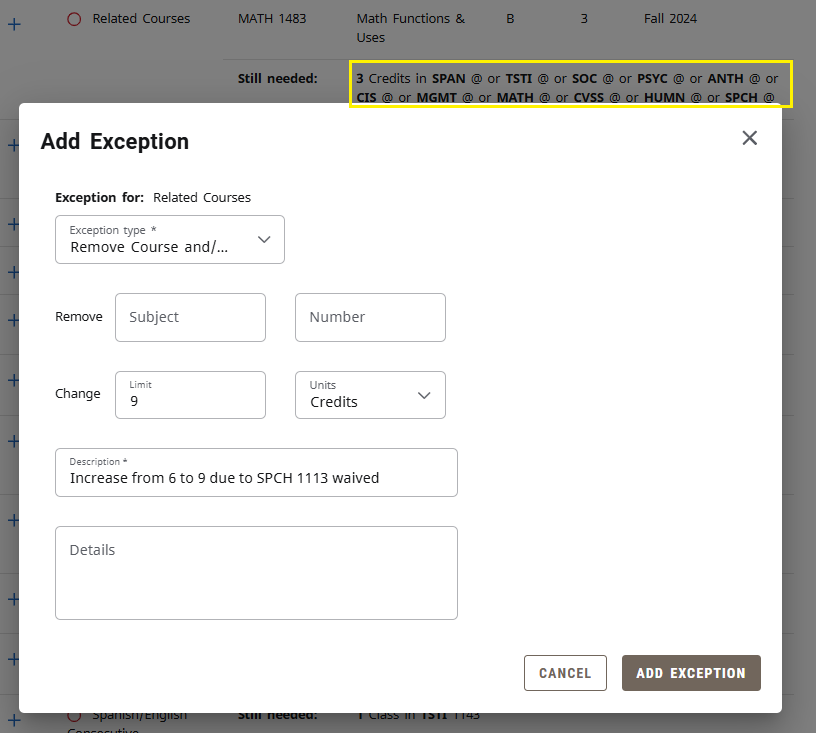 Related Courses MATH 1483 Math Functions & B 3 Fall 2024
Uses
Still needed: 3 Credits in SPAN @ or TSTI @ or SOC @ or PSYC @ or ANTH @ or
CIS @ or MGMT @ or MATH @ or CVSS @ or HUMN @ or SPCH @
Add Exception
Exception for: Related Courses
Exception type *
Remove Course and/...
Remove Subject Number
Limit Units
Change 9 Credits
Description *
Increase from 6 to 9 due to SPCH 1113 waived
Details
CANCEL ADD EXCEPTION
Spanish/English Still needed: 1 Class in TSTI 1143
Consecutive